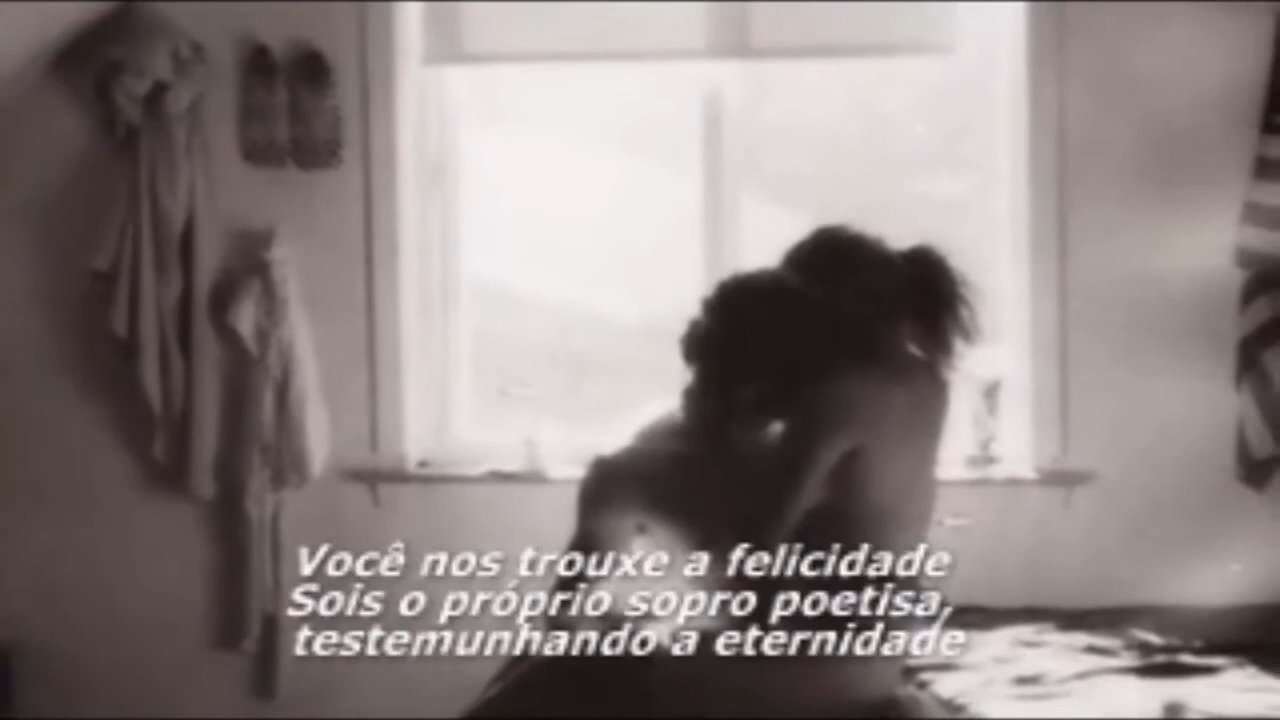 Você nos trouxe a felicidade
Sois o próprio sopro poetisa,
testemunhando a eternidade